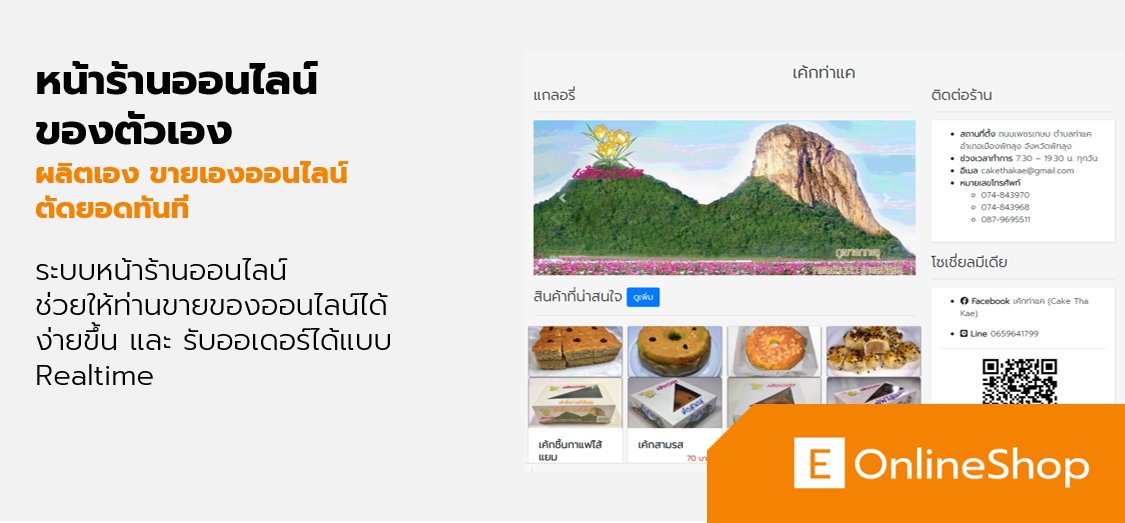 หน้าร้านออนไลน์
ของตัวเอง
ผลิตเอง ขายเองออนไลน์
ตัดยอดทันที
ระบบหน้าร้านออนไลน์
ช่วยให้ท่านขายของออนไลน์ได้
ง่ายขึ้น และ รับออเดอร์ได้แบบ
Realtime
เค้กท่าแค
แกลอรี่
สินค้าที่น่าสนใจ ดูเพิ่ม
เค้กชิ้นกาแฟไส้
แยม
เค้กสามรส
70 บา
ติดต่อร้าน
สถานที่ตั้ง ถนนเพชรเกษม ตำบลท่าแค
อำเภอเมืองพัทลุง จังหวัดพัทลุง
ช่วงเวลาทำการ 7.30 – 19.30 น. ทุกวัน
อีเมล cakethakae@gmail.com
หมายเลขโทรศัพท์
074-843970
074-843968
087-9695511
โซเชี่ยลมีเดีย
Facebook เค้กท่าแค (Cake Tha
Kae)
Line 0659641799
E OnlineShop